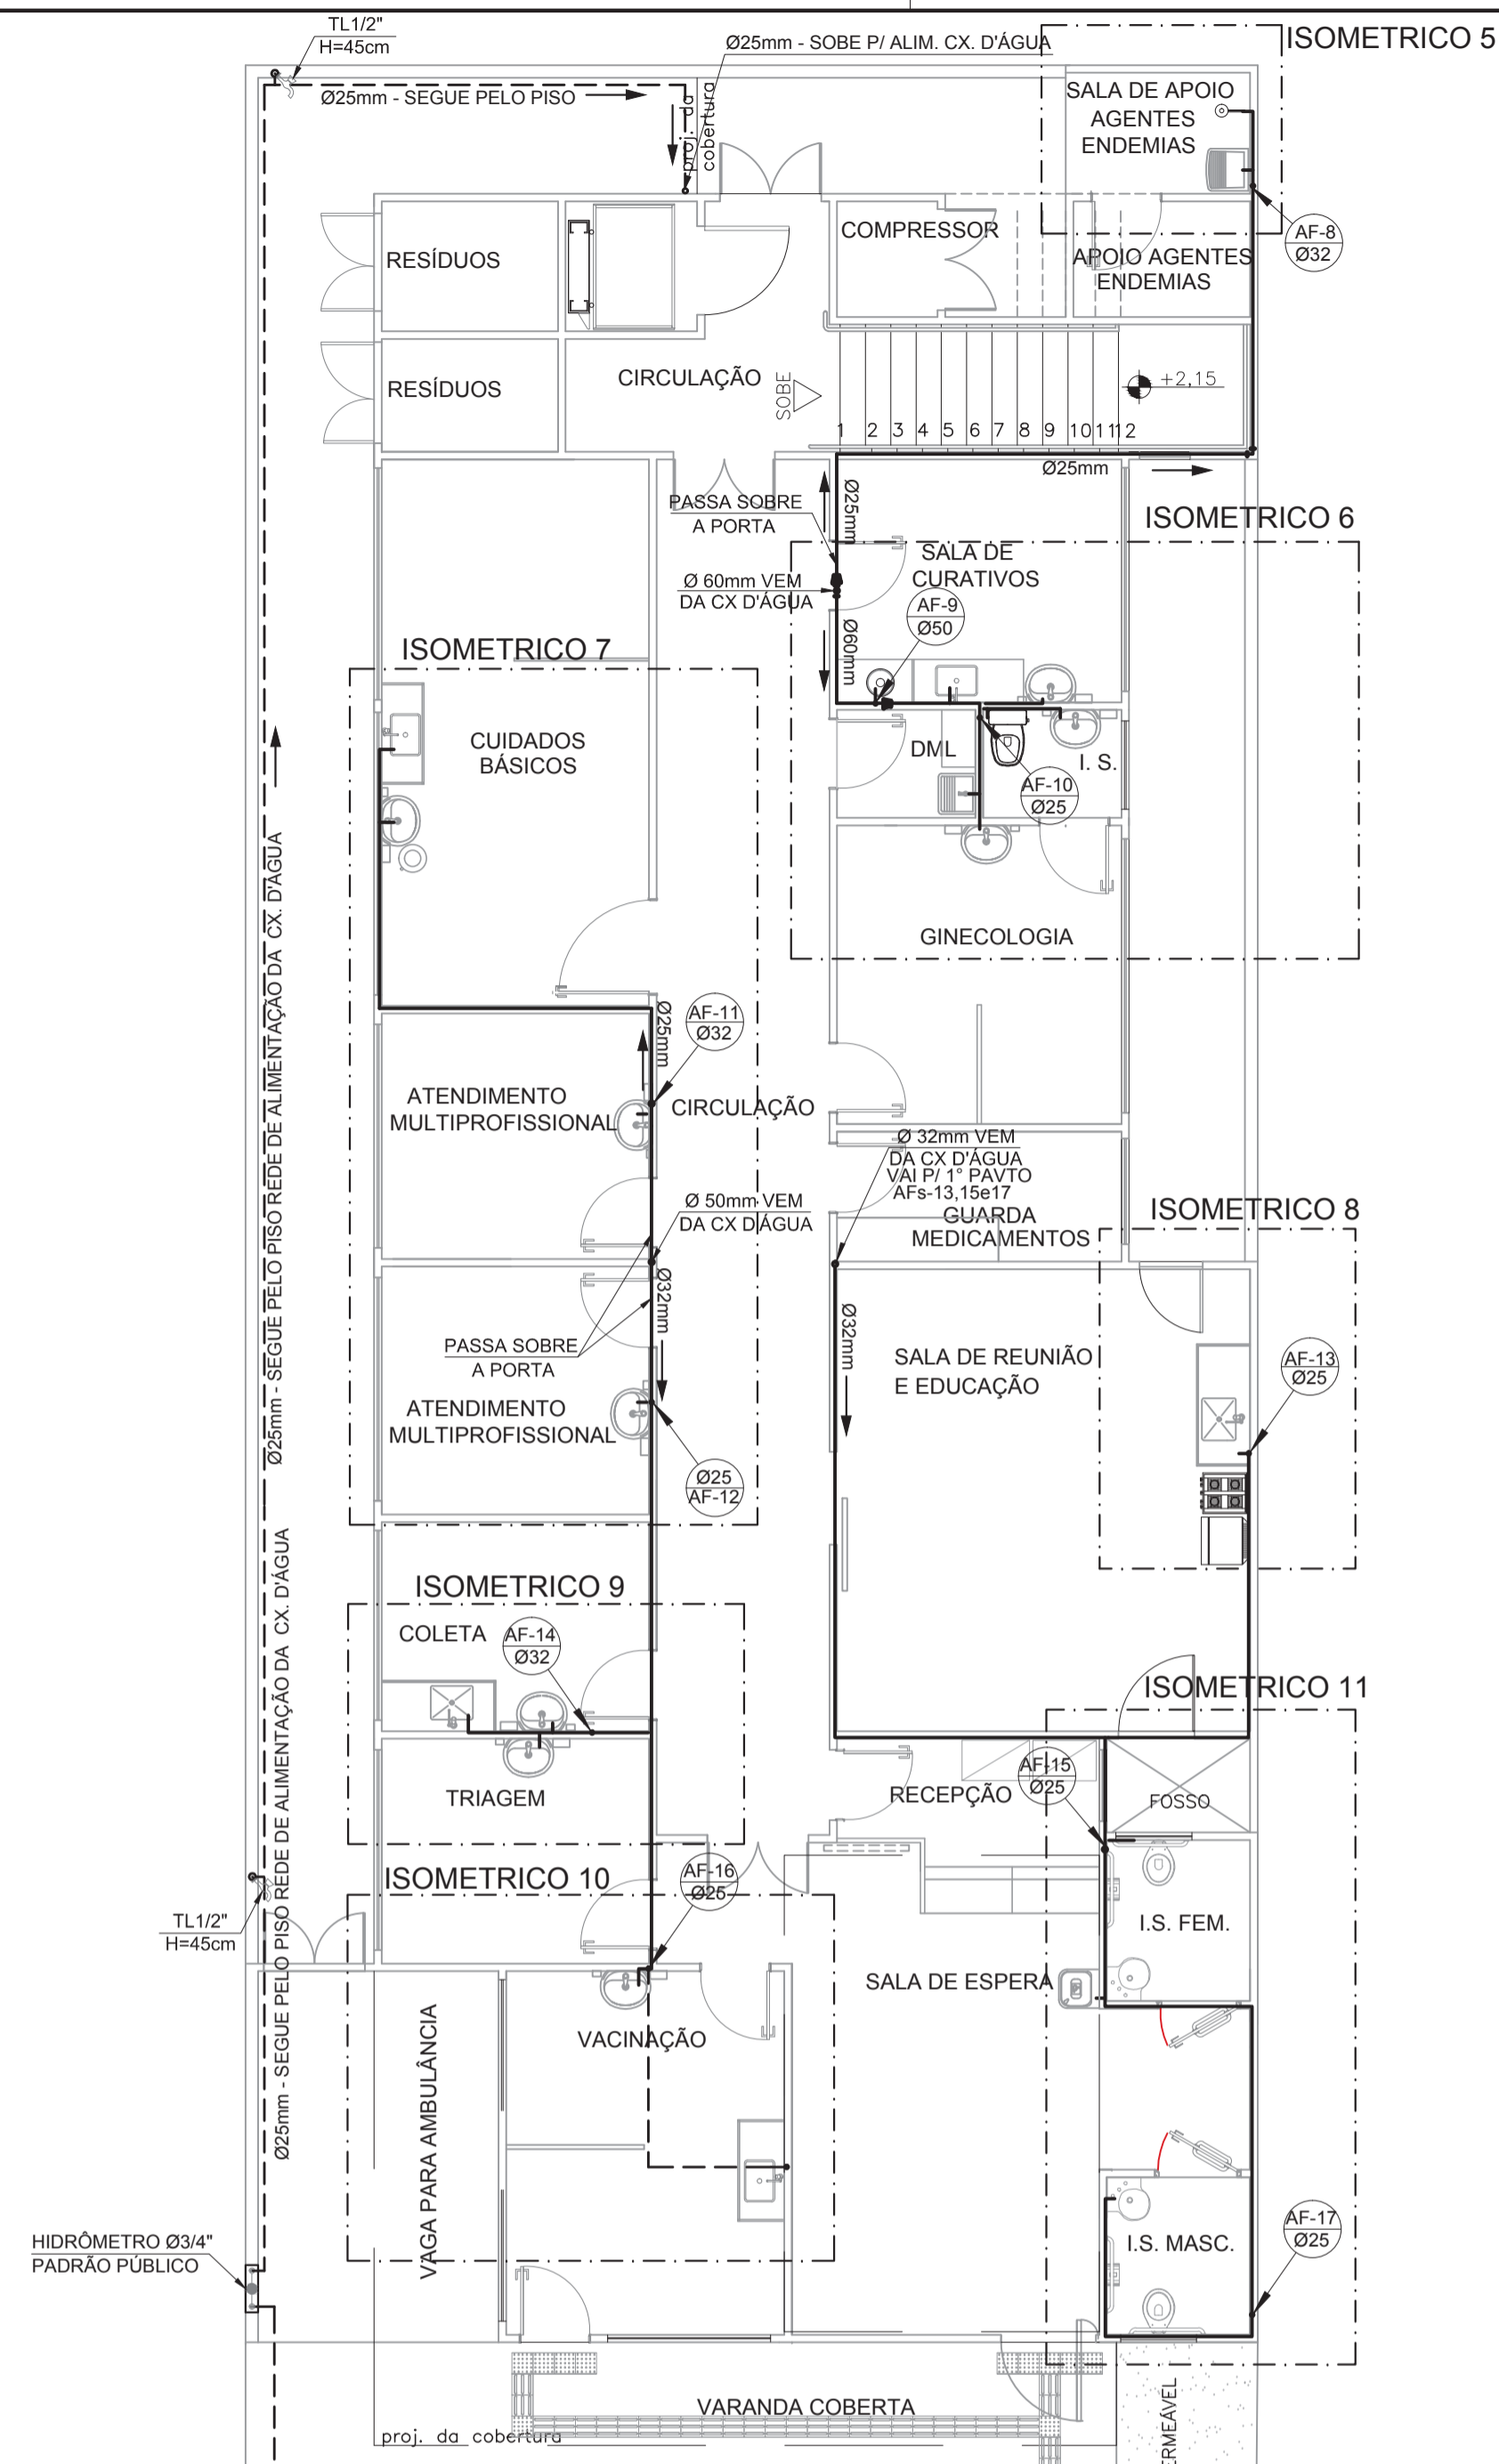 TL1/2"
H=45cm
Ø25mm - SOBE P/ ALIM. CX. D'ÁGUA
ISOMETRICO 5
Ø25mm - SEGUE PELO PISO
proj. da
cobertura
SALA DE APOIO
AGENTES
ENDEMIAS
AF-8
Ø32
RESÍDUOS
COMPRESSOR
APOIO AGENTES
ENDEMIAS
RESÍDUOS
CIRCULAÇÃO
SOBE
+2,15
1 2 3 4 5 6 7 8 9 10 11 12
Ø25mm
PASSA SOBRE
A PORTA
Ø25mm
ISOMETRICO 6
SALA DE
CURATIVOS
Ø 60mm VEM
DA CX D'ÁGUA
AF-9
Ø50
Ø60mm
ISOMETRICO 7
CUIDADOS
BÁSICOS
DML
I. S.
AF-10
Ø25
Ø25mm - SEGUE PELO PISO REDE DE ALIMENTAÇÃO DA CX. D'ÁGUA
GINECOLOGIA
Ø25mm
AF-11
Ø32
ATENDIMENTO
MULTIPROFISSIONAL
CIRCULAÇÃO
Ø 32mm VEM
DA CX D'ÁGUA
VAI P/ 1° PAVTO
AFs-13,15e17
GUARDA
MEDICAMENTOS
Ø 50mm VEM
DA CX D'ÁGUA
ISOMETRICO 8
Ø32mm
Ø32mm
PASSA SOBRE
A PORTA
SALA DE REUNIÃO
E EDUCAÇÃO
AF-13
Ø25
ATENDIMENTO
MULTIPROFISSIONAL
Ø25
AF-12
Ø25mm - SEGUE PELO PISO REDE DE ALIMENTAÇÃO DA CX. D'ÁGUA
ISOMETRICO 9
COLETA
AF-14
Ø32
ISOMETRICO 11
TRIAGEM
RECEPÇÃO
AF-15
Ø25
FOSSO
ISOMETRICO 10
AF-16
Ø25
TL1/2"
H=45cm
I.S. FEM.
SALA DE ESPERA
VACINAÇÃO
VAGA PARA AMBULÂNCIA
HIDRÔMETRO Ø3/4"
PADRÃO PÚBLICO
I.S. MASC.
AF-17
Ø25
VARANDA COBERTA
proj. da cobertura
ERMEÁVEL